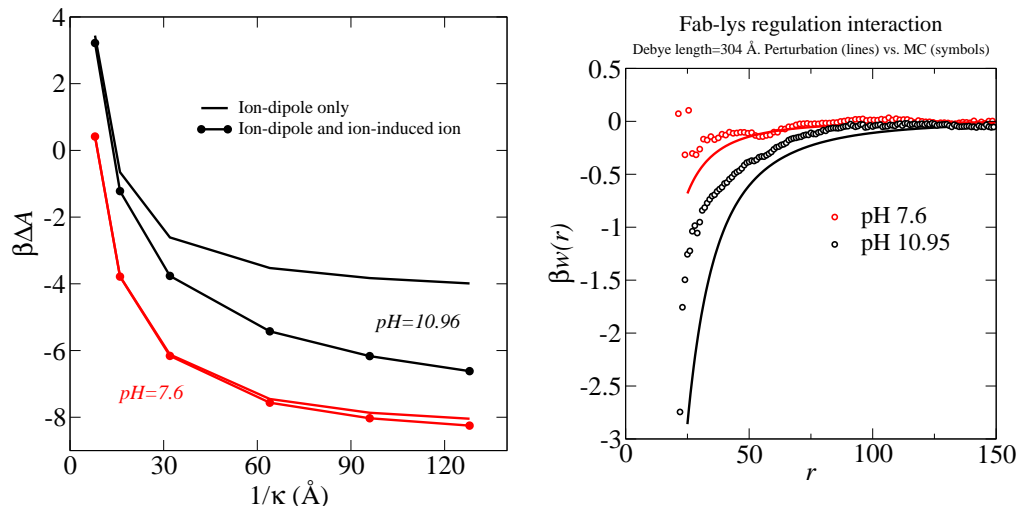 4
2
0
-2
-4
-6
-8
βΔA
Ion-dipole only
Ion-dipole and ion-induced ion
pH=10.96
pH=7.6
0 30 60 90 120
1/κ (Å)
Fab-lys regulation interaction
Debye length=304 Å. Perturbation (lines) vs. MC (symbols)
0.5
0
-0.5
-1
-1.5
-2
-2.5
-3
βw(r)
pH 7.6
pH 10.95
0 50 100 150
r